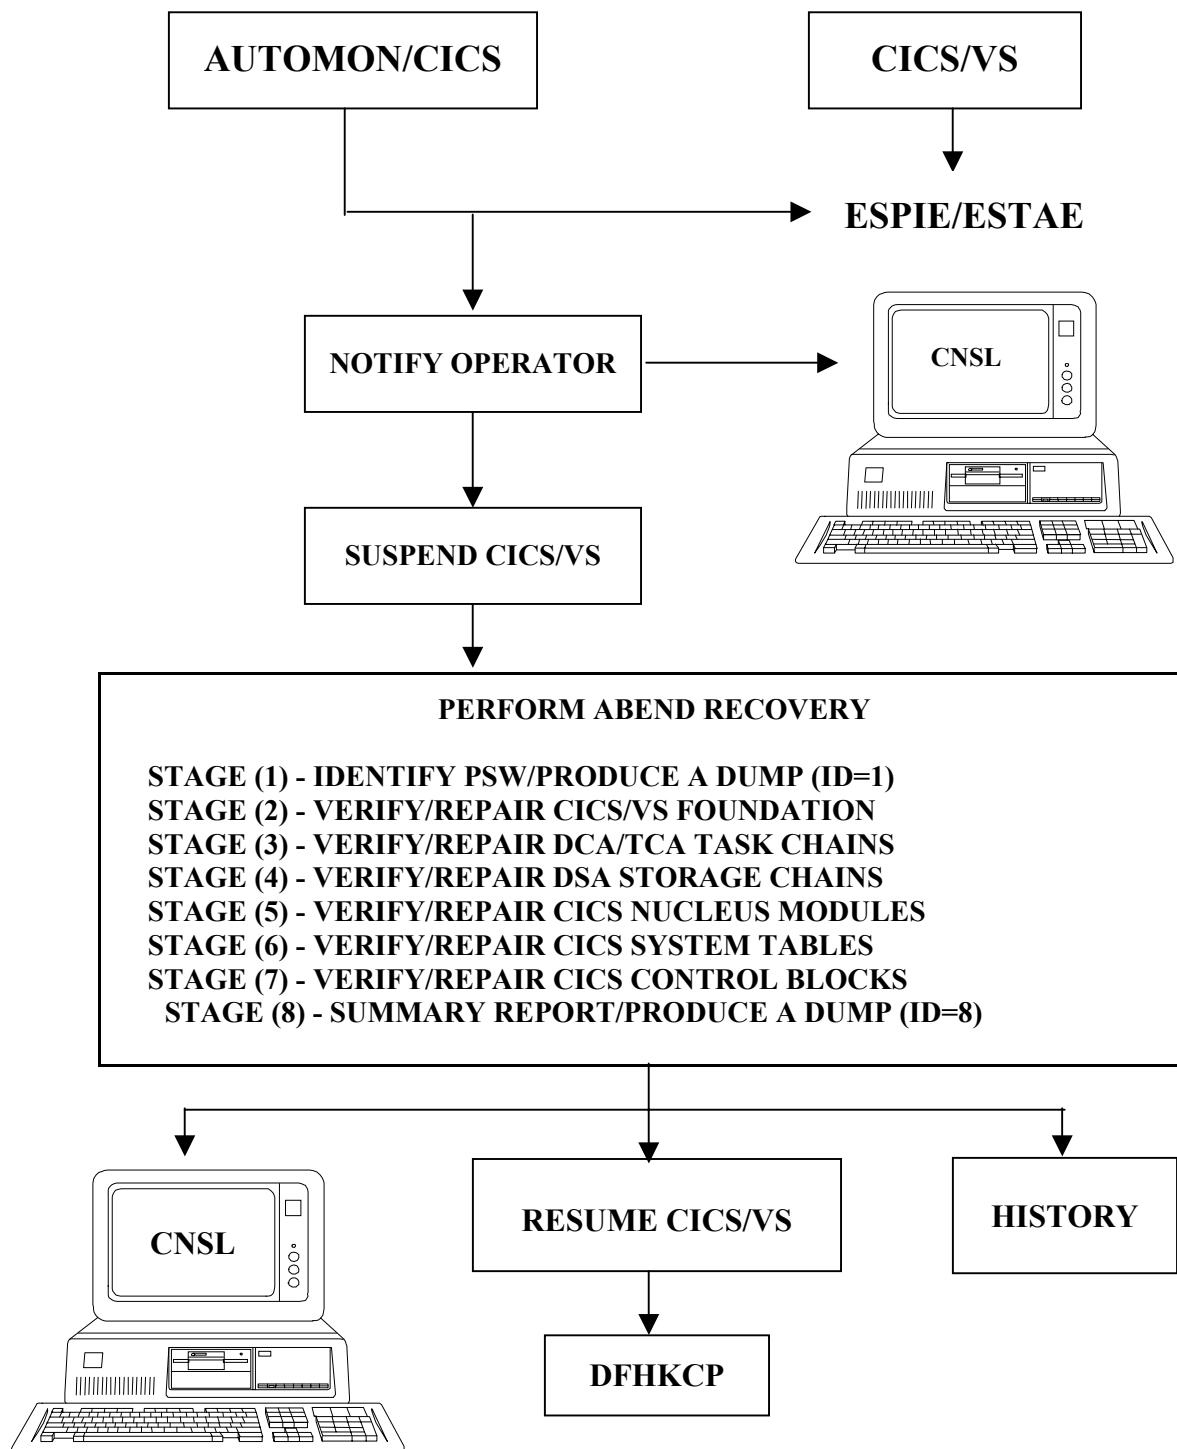 AUTOMON/CICS
CICS/VS
ESPIE/ESTAE
NOTIFY OPERATOR
CNSL
SUSPEND CICS/VS
PERFORM ABEND RECOVERY
STAGE (1) - IDENTIFY PSW/PRODUCE A DUMP (ID=1)
STAGE (2) - VERIFY/REPAIR CICS/VS FOUNDATION
STAGE (3) - VERIFY/REPAIR DCA/TCA TASK CHAINS
STAGE (4) - VERIFY/REPAIR DSA STORAGE CHAINS
STAGE (5) - VERIFY/REPAIR CICS NUCLEUS MODULES
STAGE (6) - VERIFY/REPAIR CICS SYSTEM TABLES
STAGE (7) - VERIFY/REPAIR CICS CONTROL BLOCKS
STAGE (8) - SUMMARY REPORT/PRODUCE A DUMP (ID=8)
CNSL
RESUME CICS/VS
HISTORY
DFHKCP